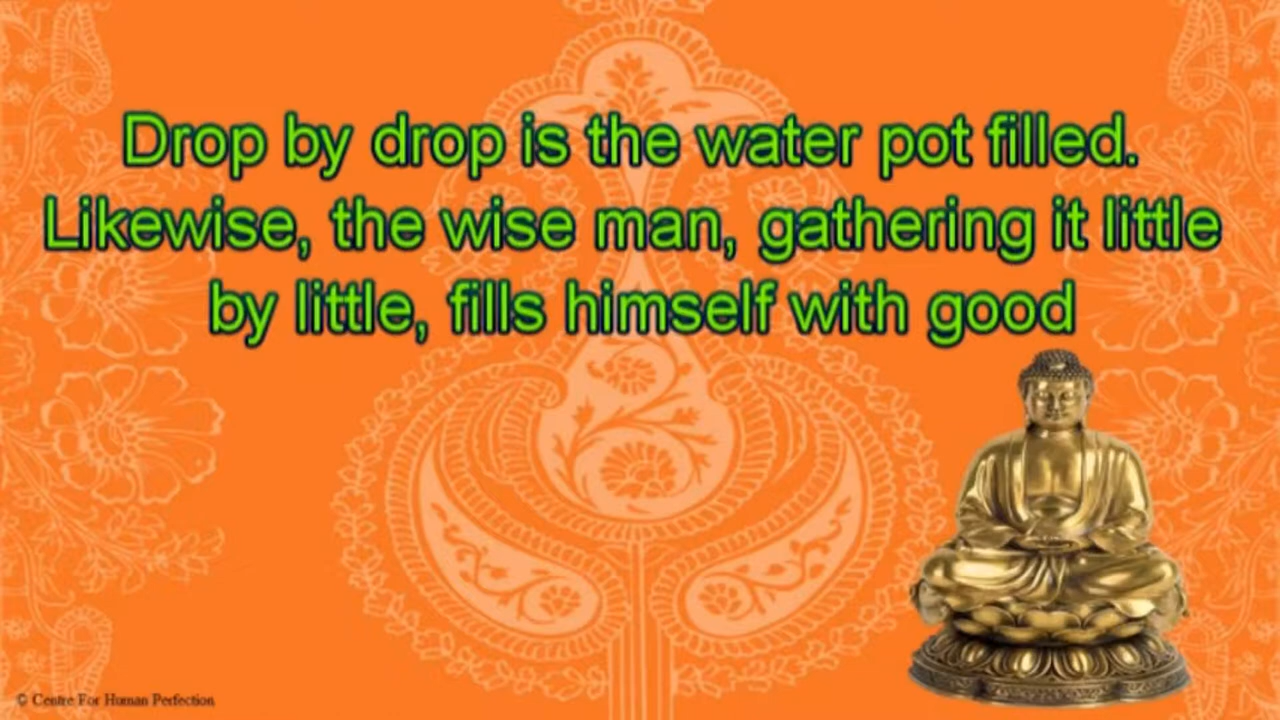 Drop by drop is the water pot filled.
Likewise, the wise man, gathering it little
by little, fills himself with good
© Centre For Human Perfection